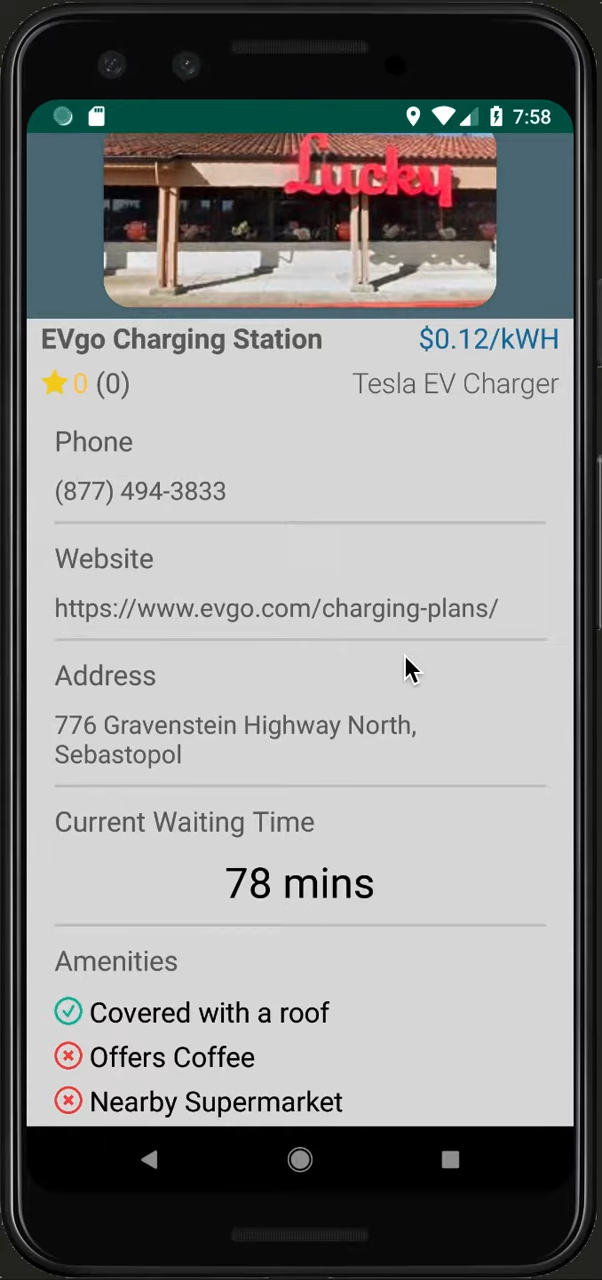 7:58
Lucky
EVgo Charging Station
$0.12/kWH
0 (0)
Tesla EV Charger
Phone
(877) 494-3833
Website
https://www.evgo.com/charging-plans/
Address
776 Gravenstein Highway North,
Sebastopol
Current Waiting Time
78 mins
Amenities
Covered with a roof
Offers Coffee
Nearby Supermarket